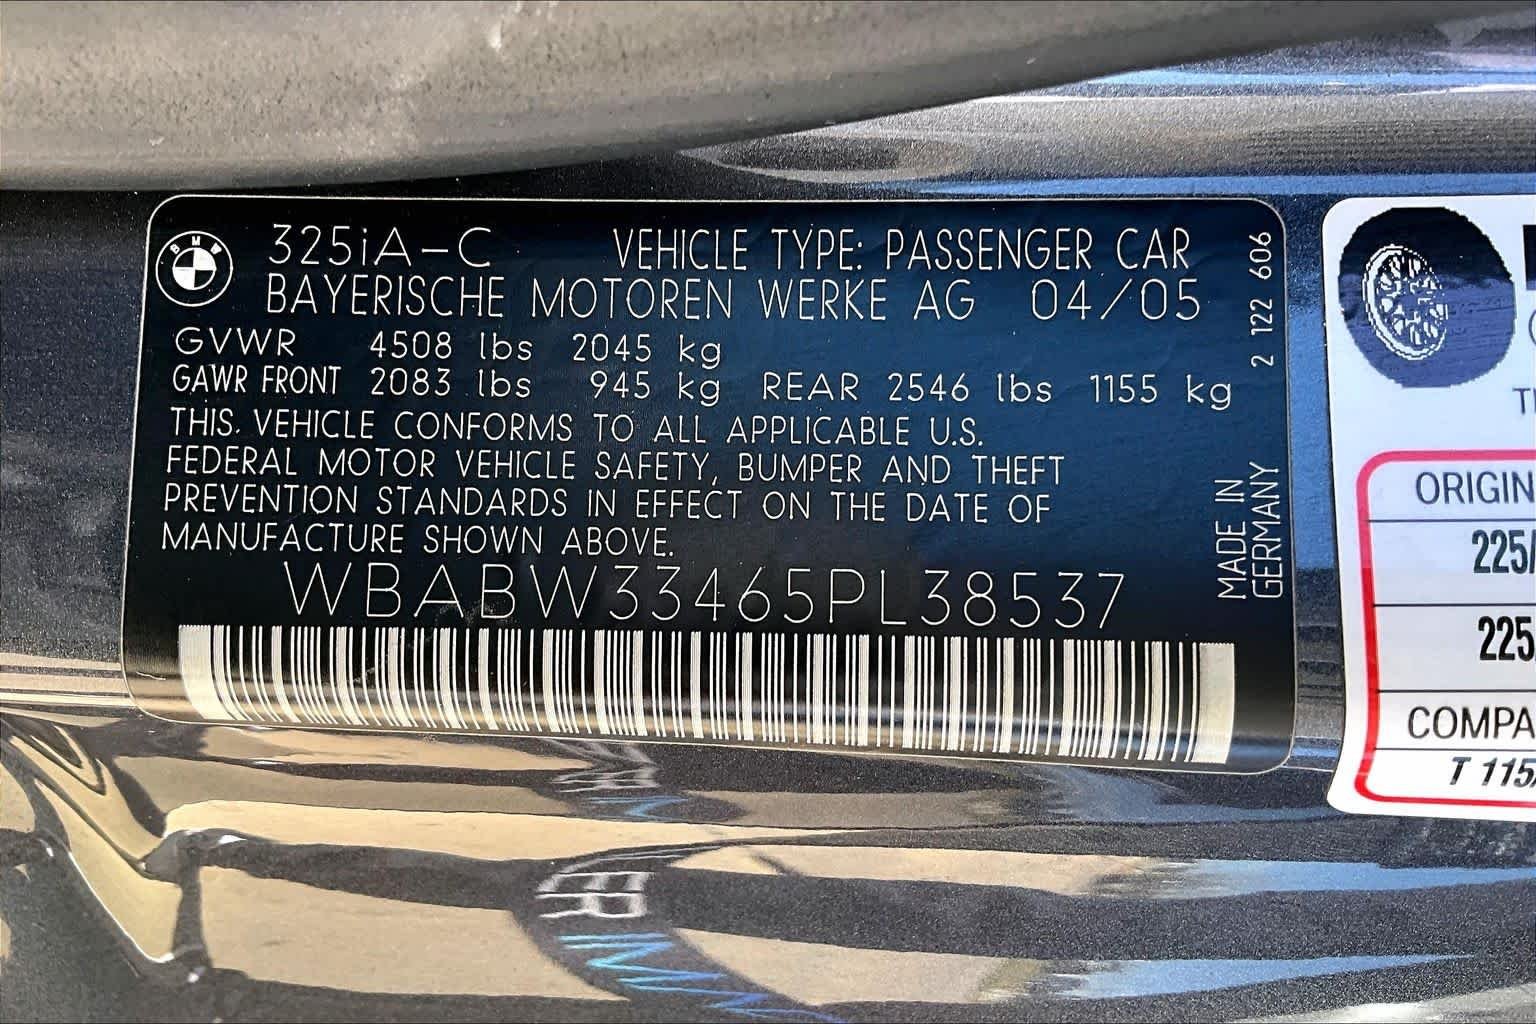 BMW
325iA-C VEHICLE TYPE: PASSENGER CAR
BAYERISCHE MOTOREN WERKE AG 04/05
GVWR 4508 lbs 2045 kg
GAWR FRONT 2083 lbs 945 kg REAR 2546 lbs 1155 kg
THIS. VEHICLE CONFORMS TO ALL APPLICABLE U.S.
FEDERAL MOTOR VEHICLE SAFETY, BUMPER AND THEFT
PREVENTION STANDARDS IN EFFECT ON THE DATE OF
MANUFACTURE SHOWN ABOVE.
WBABW33465PL38537
2 122 606
MADE IN
GERMANY
ORIGIN
225/
225
COMPA
T 115